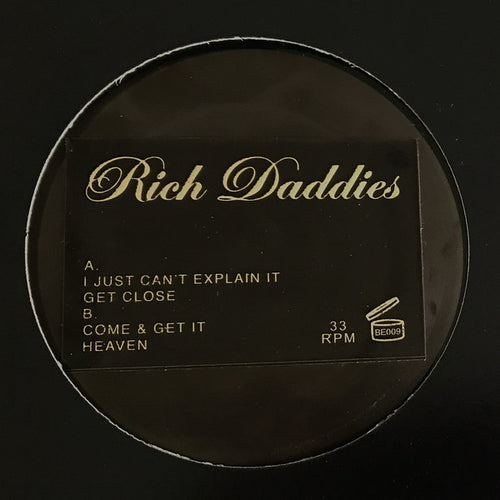 Rich Daddies
A.
I JUST CAN'T EXPLAIN IT
GET CLOSE
B.
COME & GET IT
HEAVEN
33
RPM
BE009